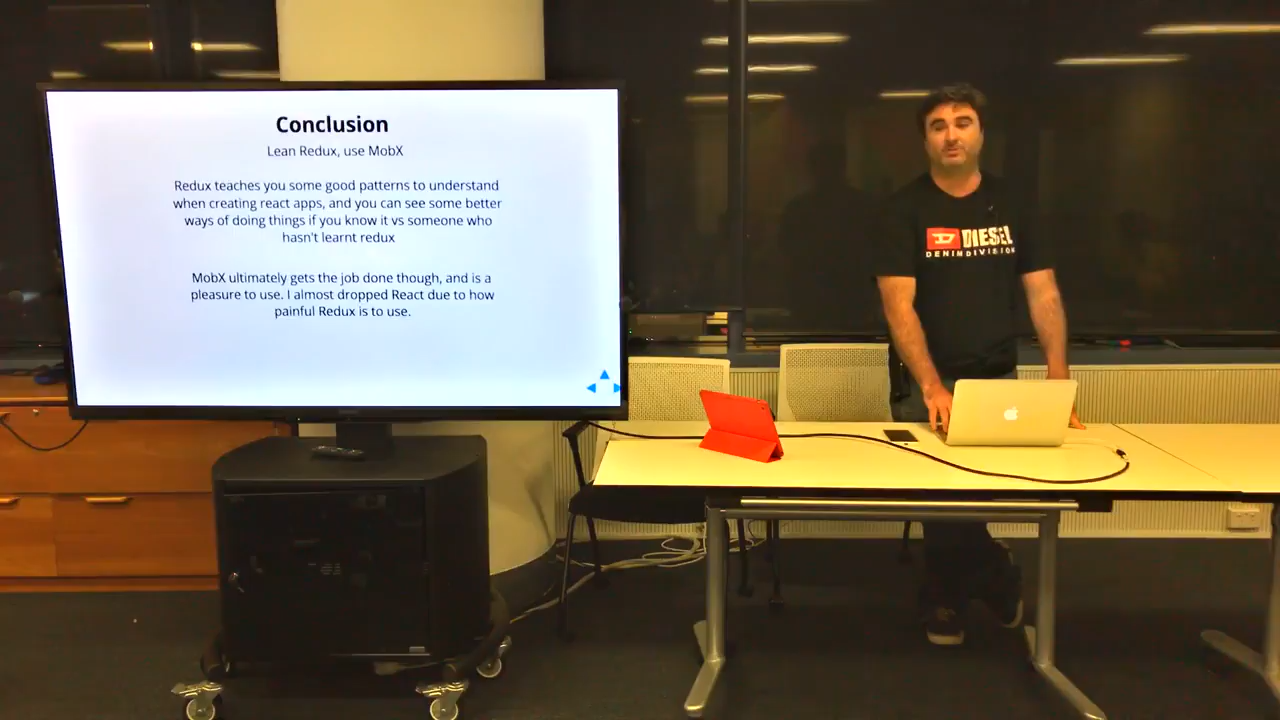 Conclusion
Lean Redux, use MobX
Redux teaches you some good patterns to understand
when creating react apps, and you can see some better
ways of doing things if you know it vs someone who
hasn't learnt redux
MobX ultimately gets the job done though, and is a
pleasure to use. I almost dropped React due to how
painful Redux is to use.
DIESEL
DENIMDIVISION